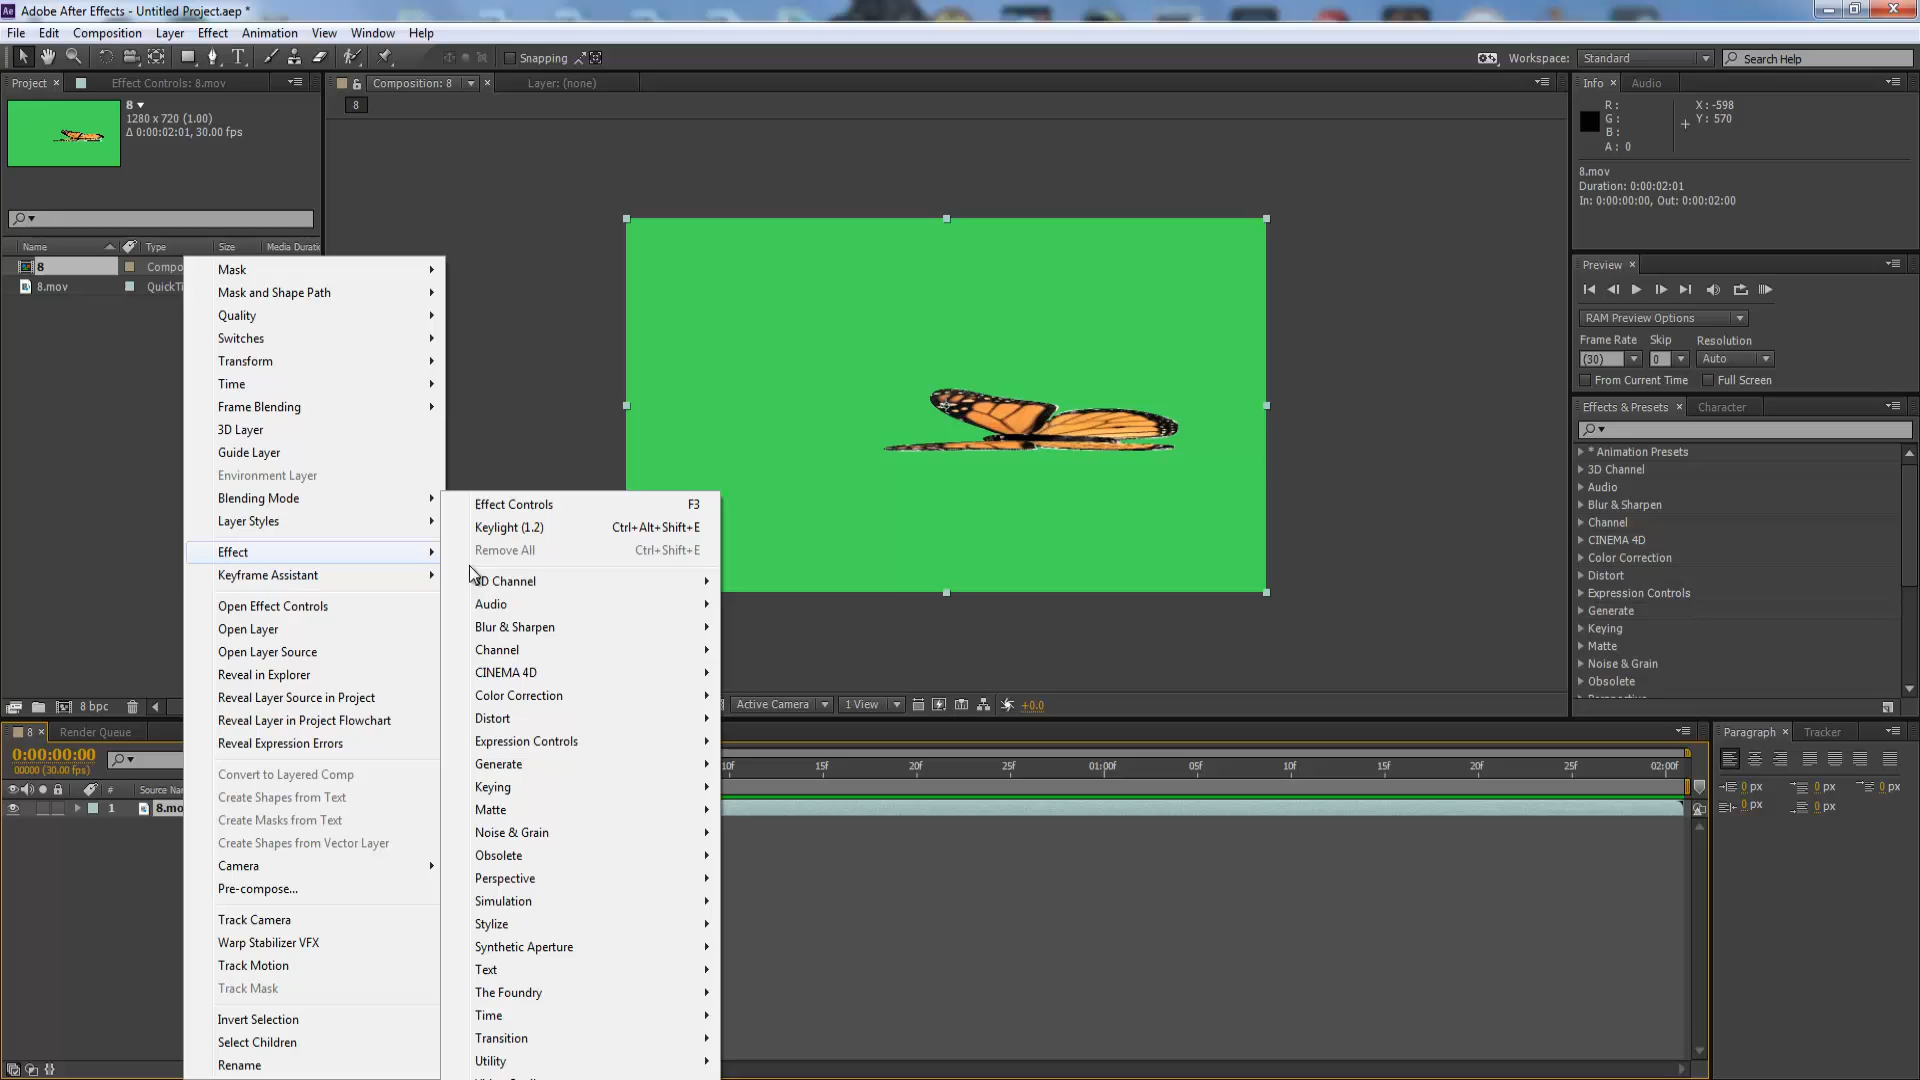 Adobe After Effects - Untitled Project.aep *
File Edit Composition Layer Effect Animation View Window Help
Snapping
Workspace: Standard
Search Help
Project Effect Controls: 8.mov
8
1280 x 720 (1.00)
Δ 0:00:02:01, 30.00 fps
Name Type Size Media Durati
8
8.mov QuickTi
8 bpc
Composition: 8 Layer: (none)
8
Mask
Mask and Shape Path
Quality
Switches
Transform
Time
Frame Blending
3D Layer
Guide Layer
Environment Layer
Blending Mode
Layer Styles
Effect
Keyframe Assistant
Open Effect Controls
Open Layer
Open Layer Source
Reveal in Explorer
Reveal Layer Source in Project
Reveal Layer in Project Flowchart
Reveal Expression Errors
Convert to Layered Comp
Create Shapes from Text
Create Masks from Text
Create Shapes from Vector Layer
Camera
Pre-compose...
Track Camera
Warp Stabilizer VFX
Track Motion
Track Mask
Invert Selection
Select Children
Rename
Effect Controls F3
Keylight (1.2) Ctrl+Alt+Shift+E
Remove All Ctrl+Shift+E
3D Channel
Audio
Blur & Sharpen
Channel
CINEMA 4D
Color Correction
Distort
Expression Controls
Generate
Keying
Matte
Noise & Grain
Obsolete
Perspective
Simulation
Stylize
Synthetic Aperture
Text
The Foundry
Time
Transition
Utility
Active Camera 1 View +0.0
Info Audio
R: X: -598
G: Y: 570
B:
A: 0
8.mov
Duration: 0:00:02:01
In: 0:00:00:00, Out: 0:00:02:00
Preview
RAM Preview Options
Frame Rate Skip Resolution
(30) 0 Auto
From Current Time Full Screen
Effects & Presets Character
* Animation Presets
3D Channel
Audio
Blur & Sharpen
Channel
CINEMA 4D
Color Correction
Distort
Expression Controls
Generate
Keying
Matte
Noise & Grain
Obsolete
8 Render Queue
0:00:00:00
00000 (30.00 fps)
# Source Nam
1 8.mo
10f 15f 20f 25f 01:00f 05f 10f 15f 20f 25f 02:00f
Paragraph Tracker
0 px 0 px 0 px
0 px 0 px